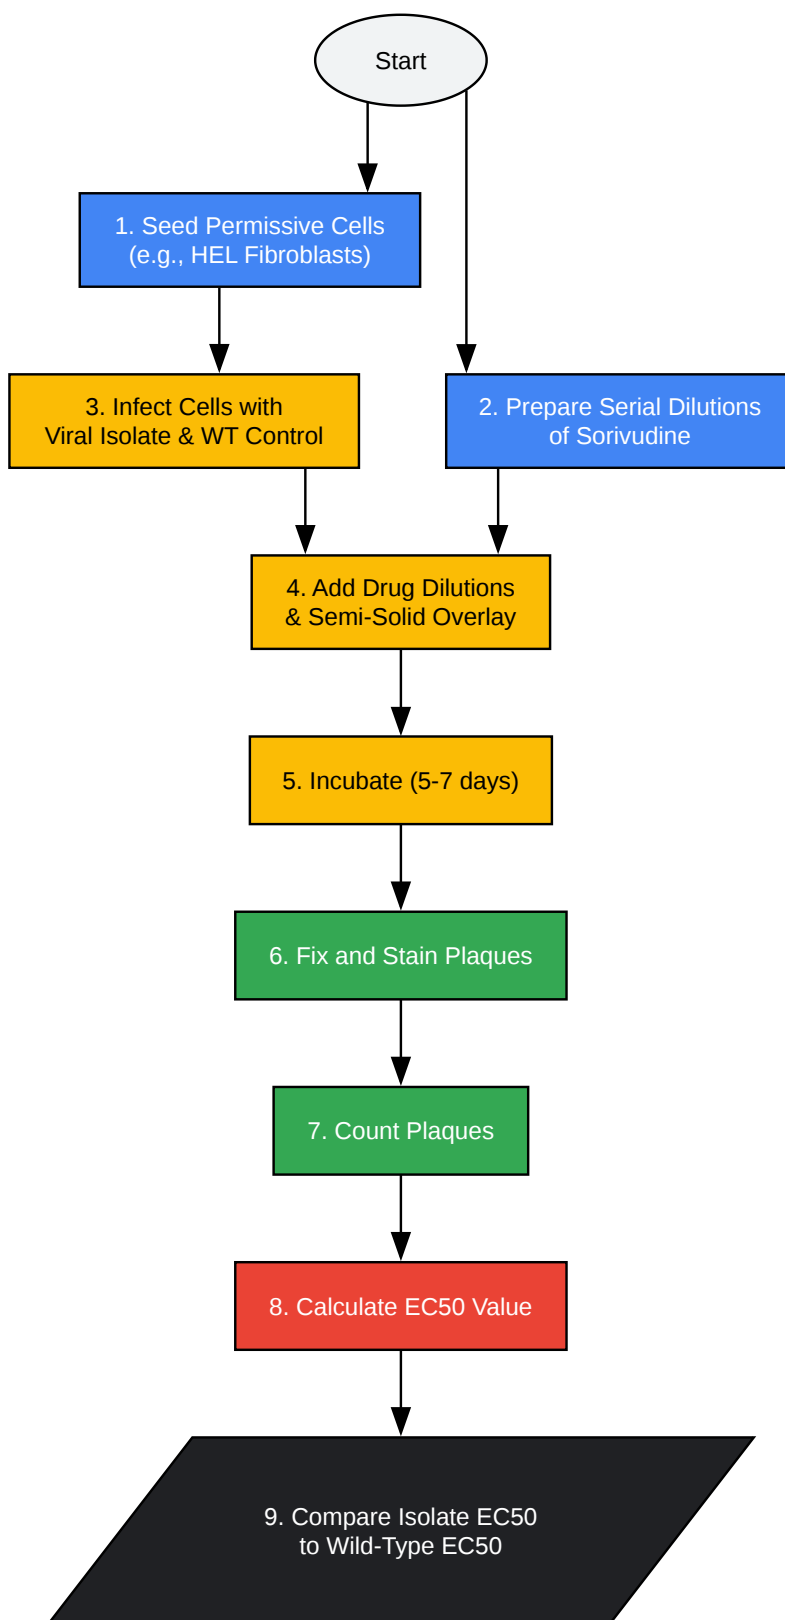 Start
1. Seed Permissive Cells
(e.g., HEL Fibroblasts)
3. Infect Cells with
Viral Isolate & WT Control
2. Prepare Serial Dilutions
of Sorivudine
4. Add Drug Dilutions
& Semi-Solid Overlay
5. Incubate (5-7 days)
6. Fix and Stain Plaques
7. Count Plaques
8. Calculate EC50 Value
9. Compare Isolate EC50
to Wild-Type EC50